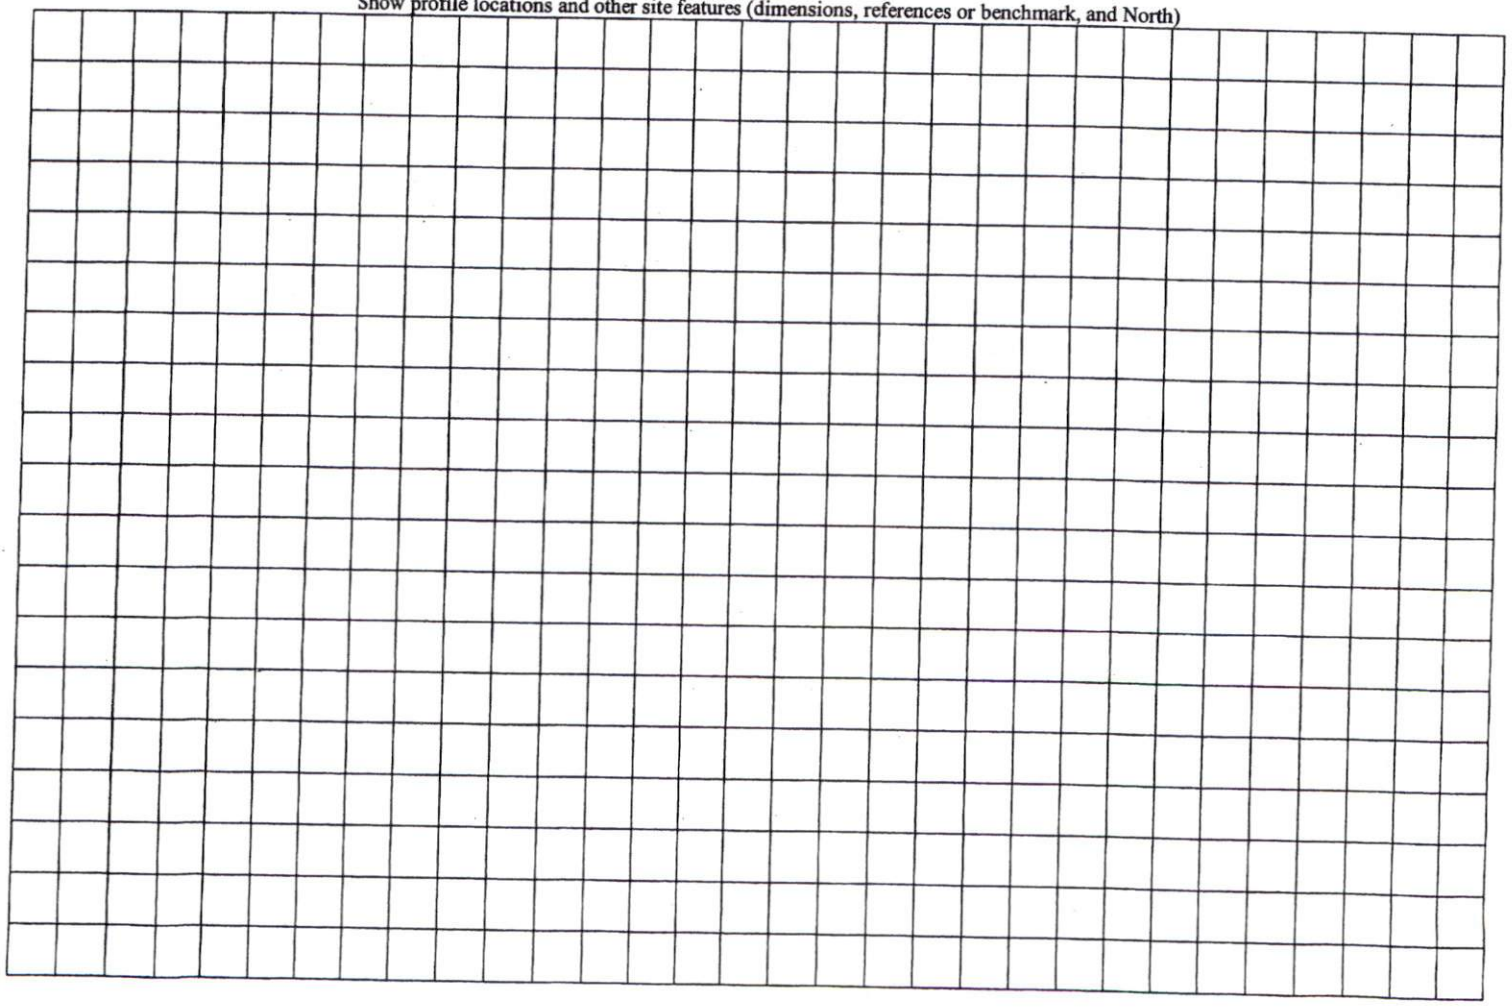 Show profile locations and other site features (dimensions, references or benchmark, and North)